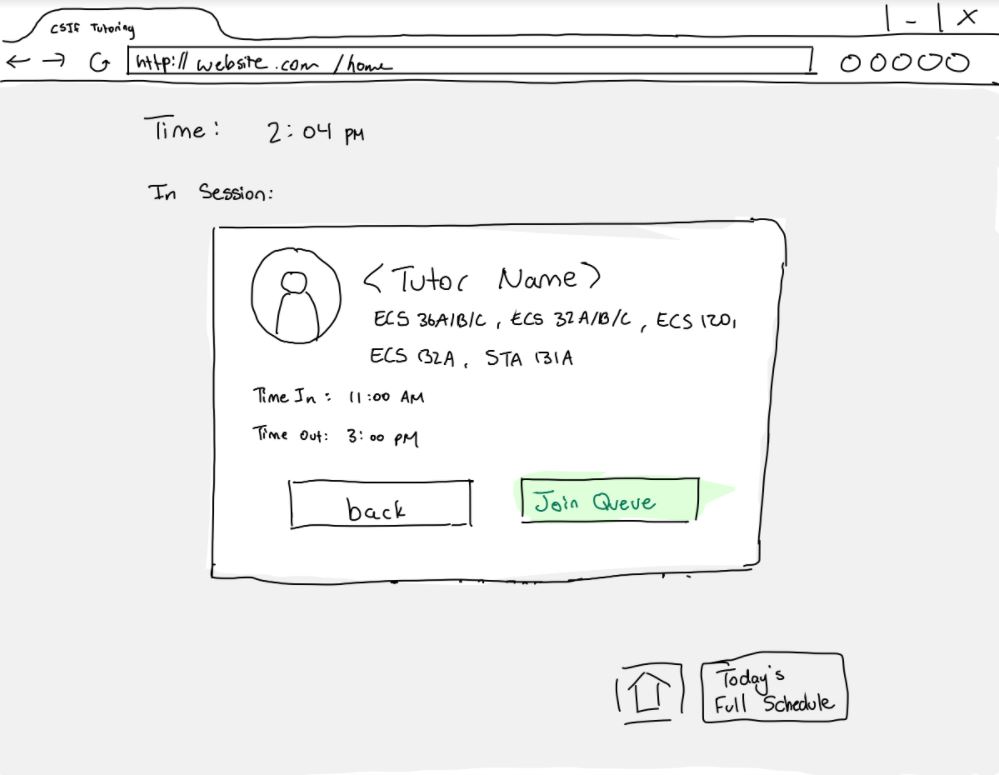 CSIF Tutoring
http:// website.com /home
Time: 2:04 PM
In Session:
<Tutor Name>
ECS 36A/B/C, ECS 32A/B/C, ECS 120,
ECS 132A, STA 131A
Time In: 11:00 AM
Time Out: 3:00 PM
back
Join Queue
Today's
Full Schedule